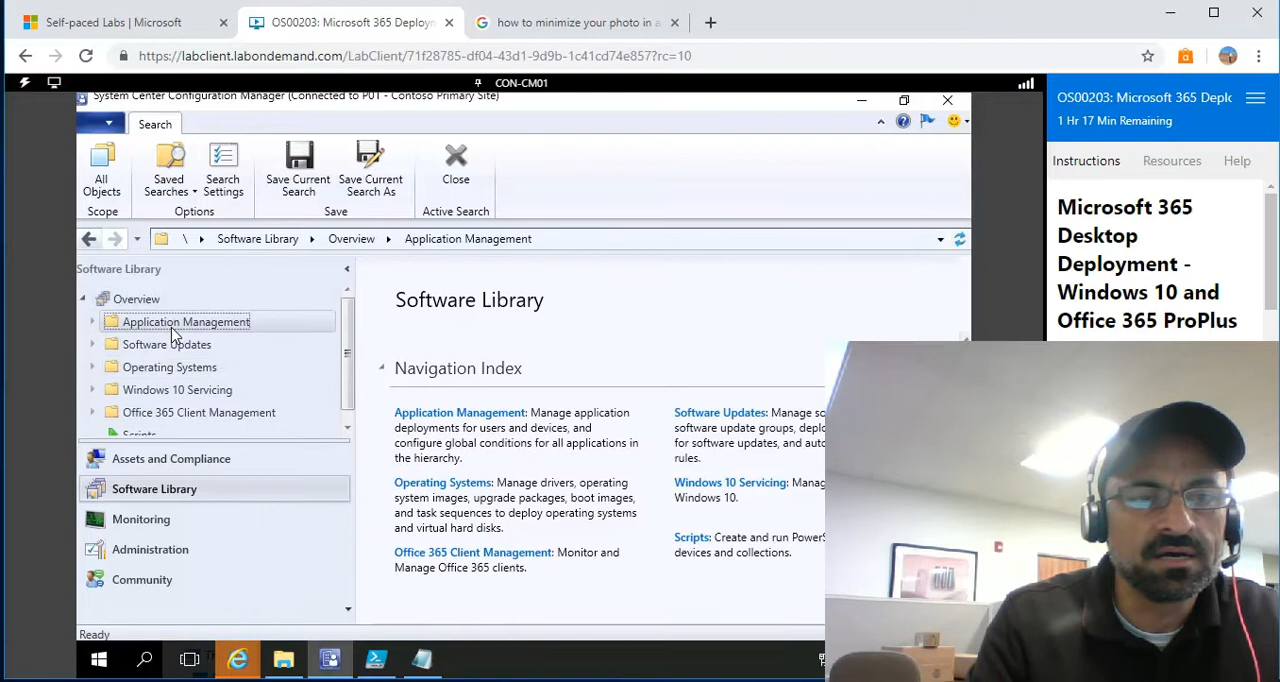 Self-paced Labs | Microsoft
OS00203: Microsoft 365 Deploym
how to minimize your photo in a
https://labclient.labondemand.com/LabClient/71f28785-df04-43d1-9d9b-1c41cd74e857?rc=10
CON-CM01
System Center Configuration Manager (Connected to P01 - Contoso Primary Site)
Search
All
Objects
Saved
Searches
Search
Settings
Save Current
Search
Save Current
Search As
Close
Scope
Options
Save
Active Search
\ Software Library Overview Application Management
Software Library
Overview
Application Management
Software Updates
Operating Systems
Windows 10 Servicing
Office 365 Client Management
Scripts
Assets and Compliance
Software Library
Monitoring
Administration
Community
Ready
Software Library
Navigation Index
Application Management: Manage application
deployments for users and devices, and
configure global conditions for all applications in
the hierarchy.
Operating Systems: Manage drivers, operating
system images, upgrade packages, boot images,
and task sequences to deploy operating systems
and virtual hard disks.
Office 365 Client Management: Monitor and
Manage Office 365 clients.
Software Updates: Manage so
software update groups, depl
for software updates, and auto
rules.
Windows 10 Servicing: Manag
Windows 10.
Scripts: Create and run PowerS
devices and collections.
OS00203: Microsoft 365 Deplo
1 Hr 17 Min Remaining
Instructions
Resources
Help
Microsoft 365
Desktop
Deployment -
Windows 10 and
Office 365 ProPlus